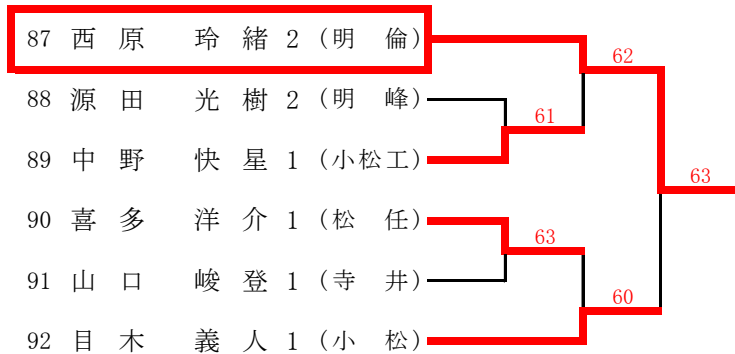 87 西 原 玲 緒 2 (明 倫)
62
88 源 田 光 樹 2 (明 峰)
61
89 中 野 快 星 1 (小松工)
63
90 喜 多 洋 介 1 (松 任)
63
91 山 口 峻 登 1 (寺 井)
60
92 目 木 義 人 1 (小 松)